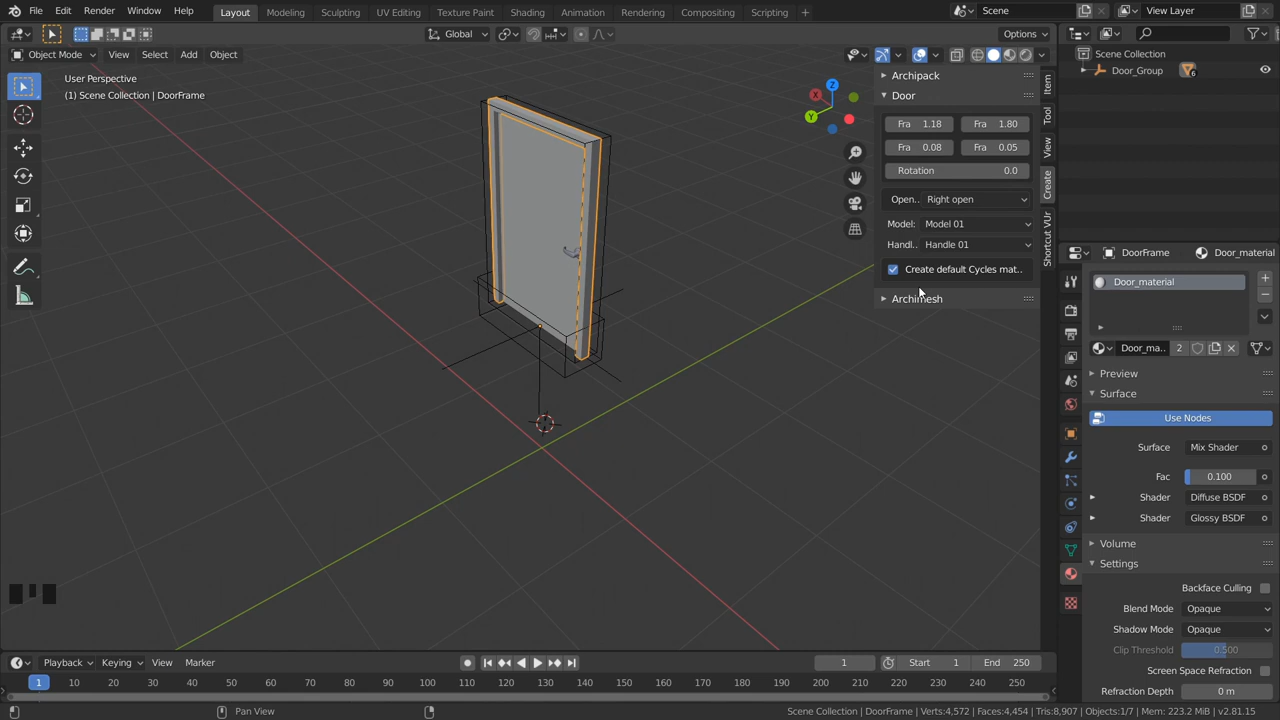 File Edit Render Window Help Layout Modeling Sculpting UV Editing Texture Paint Shading Animation Rendering Compositing Scripting + Scene View Layer
Global Options
Object Mode View Select Add Object
User Perspective
(1) Scene Collection | DoorFrame
X Y Z
Archipack
Door
Fra 1.18 Fra 1.80
Fra 0.08 Fra 0.05
Rotation 0.0
Open.. Right open
Model: Model 01
Handl.. Handle 01
Create default Cycles mat..
Archimesh
Item
Tool
View
Create
Shortcut VUr
Scene Collection
Door_Group 6
DoorFrame Door_material
Door_material
Door_ma.. 2
Preview
Surface
Use Nodes
Surface Mix Shader
Fac 0.100
Shader Diffuse BSDF
Shader Glossy BSDF
Volume
Settings
Backface Culling
Blend Mode Opaque
Shadow Mode Opaque
Clip Threshold 0.500
Screen Space Refraction
Refraction Depth 0 m
Playback Keying View Marker 1 Start 1 End 250
1 10 20 30 40 50 60 70 80 90 100 110 120 130 140 150 160 170 180 190 200 210 220 230 240 250
Pan View Scene Collection | DoorFrame | Verts:4,572 | Faces:4,454 | Tris:8,907 | Objects:1/7 | Mem: 223.2 MiB | v2.81.15